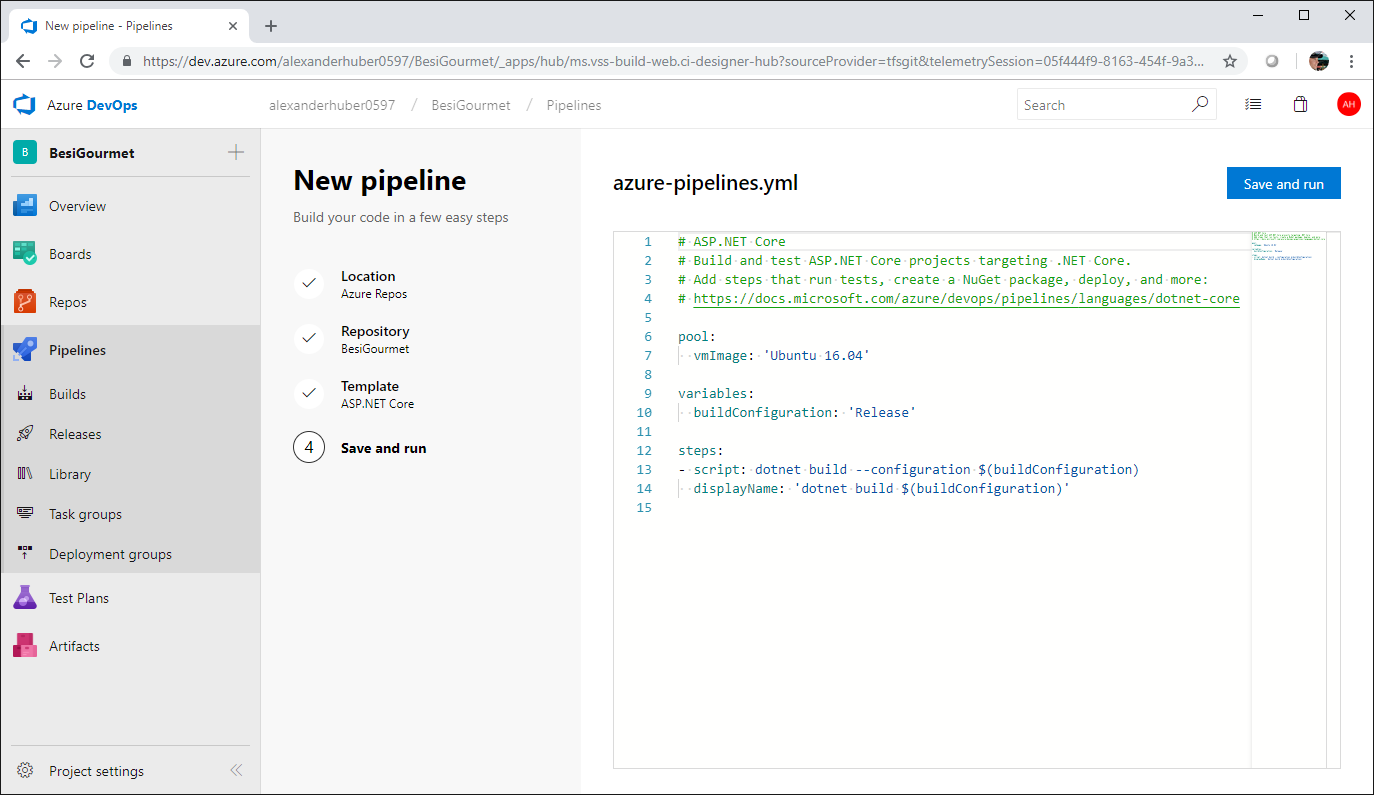 New pipeline - Pipelines
https://dev.azure.com/alexanderhuber0597/BesiGourmet/_apps/hub/ms.vss-build-web.ci-designer-hub?sourceProvider=tfsgit&telemetrySession=05f444f9-8163-454f-9a3...
Azure DevOps
alexanderhuber0597 / BesiGourmet / Pipelines
Search
AH
B BesiGourmet
Overview
Boards
Repos
Pipelines
Builds
Releases
Library
Task groups
Deployment groups
Test Plans
Artifacts
Project settings
New pipeline
Build your code in a few easy steps
Location
Azure Repos
Repository
BesiGourmet
Template
ASP.NET Core
4 Save and run
azure-pipelines.yml
Save and run
1 # ASP.NET Core
2 # Build and test ASP.NET Core projects targeting .NET Core.
3 # Add steps that run tests, create a NuGet package, deploy, and more:
4 # https://docs.microsoft.com/azure/devops/pipelines/languages/dotnet-core
5
6 pool:
7   vmImage: 'Ubuntu 16.04'
8
9 variables:
10   buildConfiguration: 'Release'
11
12 steps:
13 - script: dotnet build --configuration $(buildConfiguration)
14   displayName: 'dotnet build $(buildConfiguration)'
15